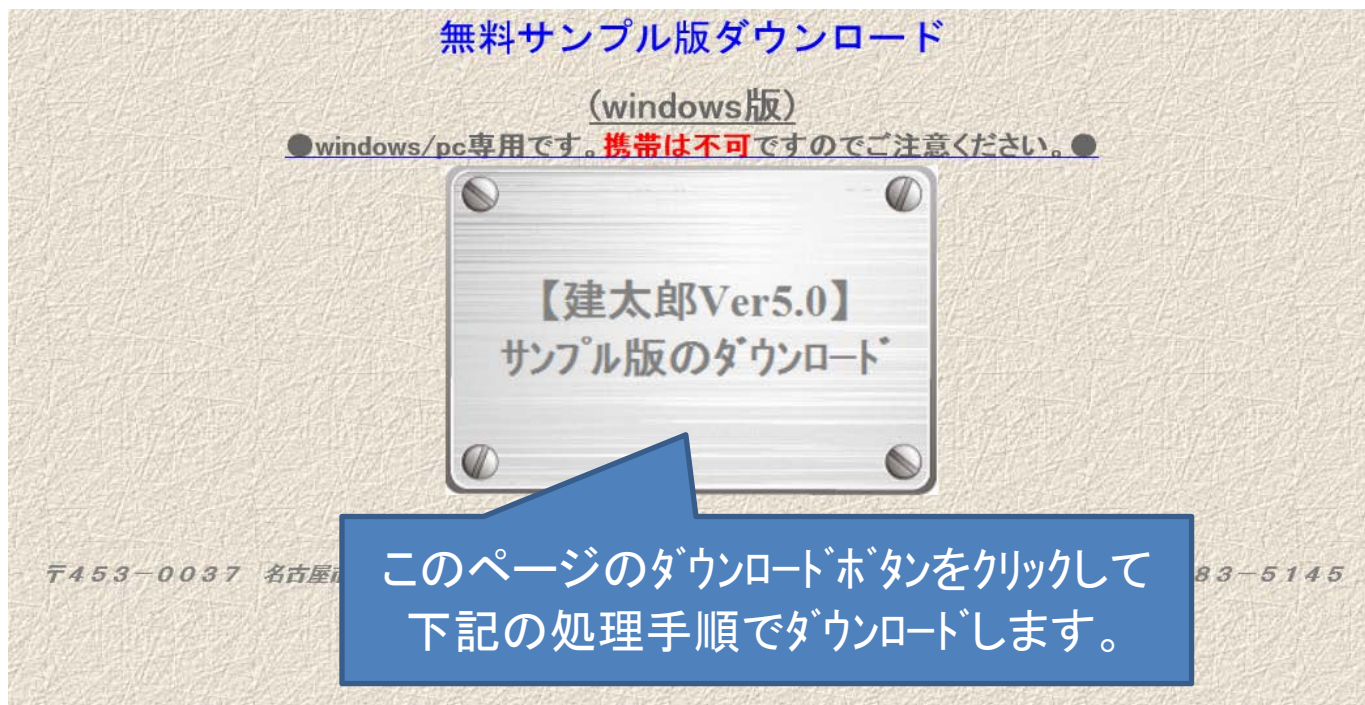 無料サンプル版ダウンロード
(windows版)
●windows/pc専用です。携帯は不可ですのでご注意ください。●
【建太郎Ver5.0】
ｻﾝﾌﾟﾙ版のﾀﾞｳﾝﾛｰﾄﾞ
このページのﾀﾞｳﾝﾛｰﾄﾞﾎﾞﾀﾝをｸﾘｯｸして
下記の処理手順でﾀﾞｳﾝﾛｰﾄﾞします。
〒４５３－００３７ 名古屋 ８３－５１４５